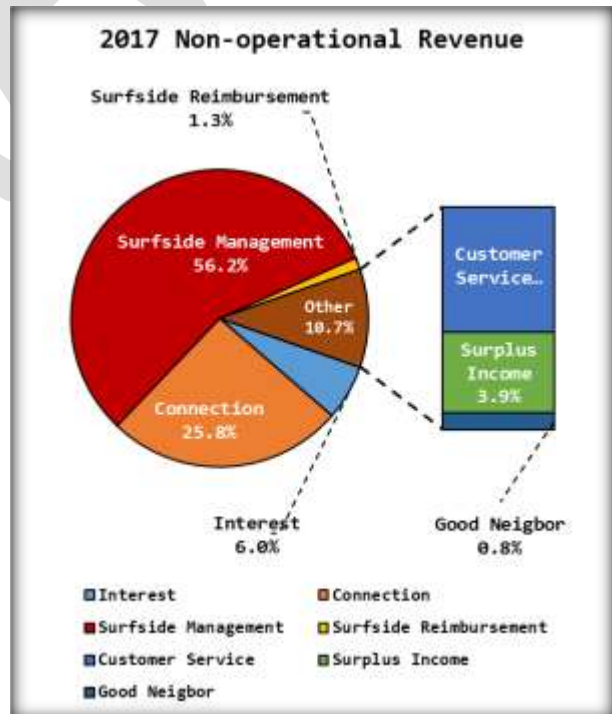 2017 Non-operational Revenue
Surfside Reimbursement
1.3%
Surfside Management
56.2%
Customer
Service…
Other
10.7%
Surplus
Income
3.9%
Connection
25.8%
Interest
6.0%
Good Neigbor
0.8%
Interest
Connection
Surfside Management
Surfside Reimbursement
Customer Service
Surplus Income
Good Neigbor